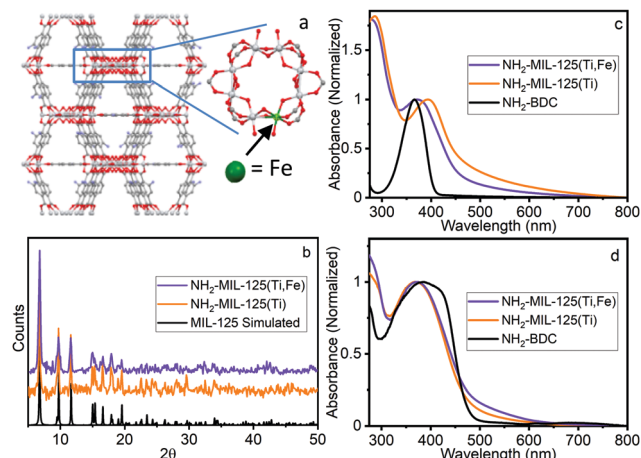 a
= Fe
b
Counts
NH₂-MIL-125(Ti,Fe)
NH₂-MIL-125(Ti)
MIL-125 Simulated
10 20 30 40 50
2θ
c
Absorbance (Normalized)
1.5
1
0.5
0
NH₂-MIL-125(Ti,Fe)
NH₂-MIL-125(Ti)
NH₂-BDC
300 400 500 600 700 800
Wavelength (nm)
d
Absorbance (Normalized)
1
0.5
0
NH₂-MIL-125(Ti,Fe)
NH₂-MIL-125(Ti)
NH₂-BDC
300 400 500 600 700 800
Wavelength (nm)